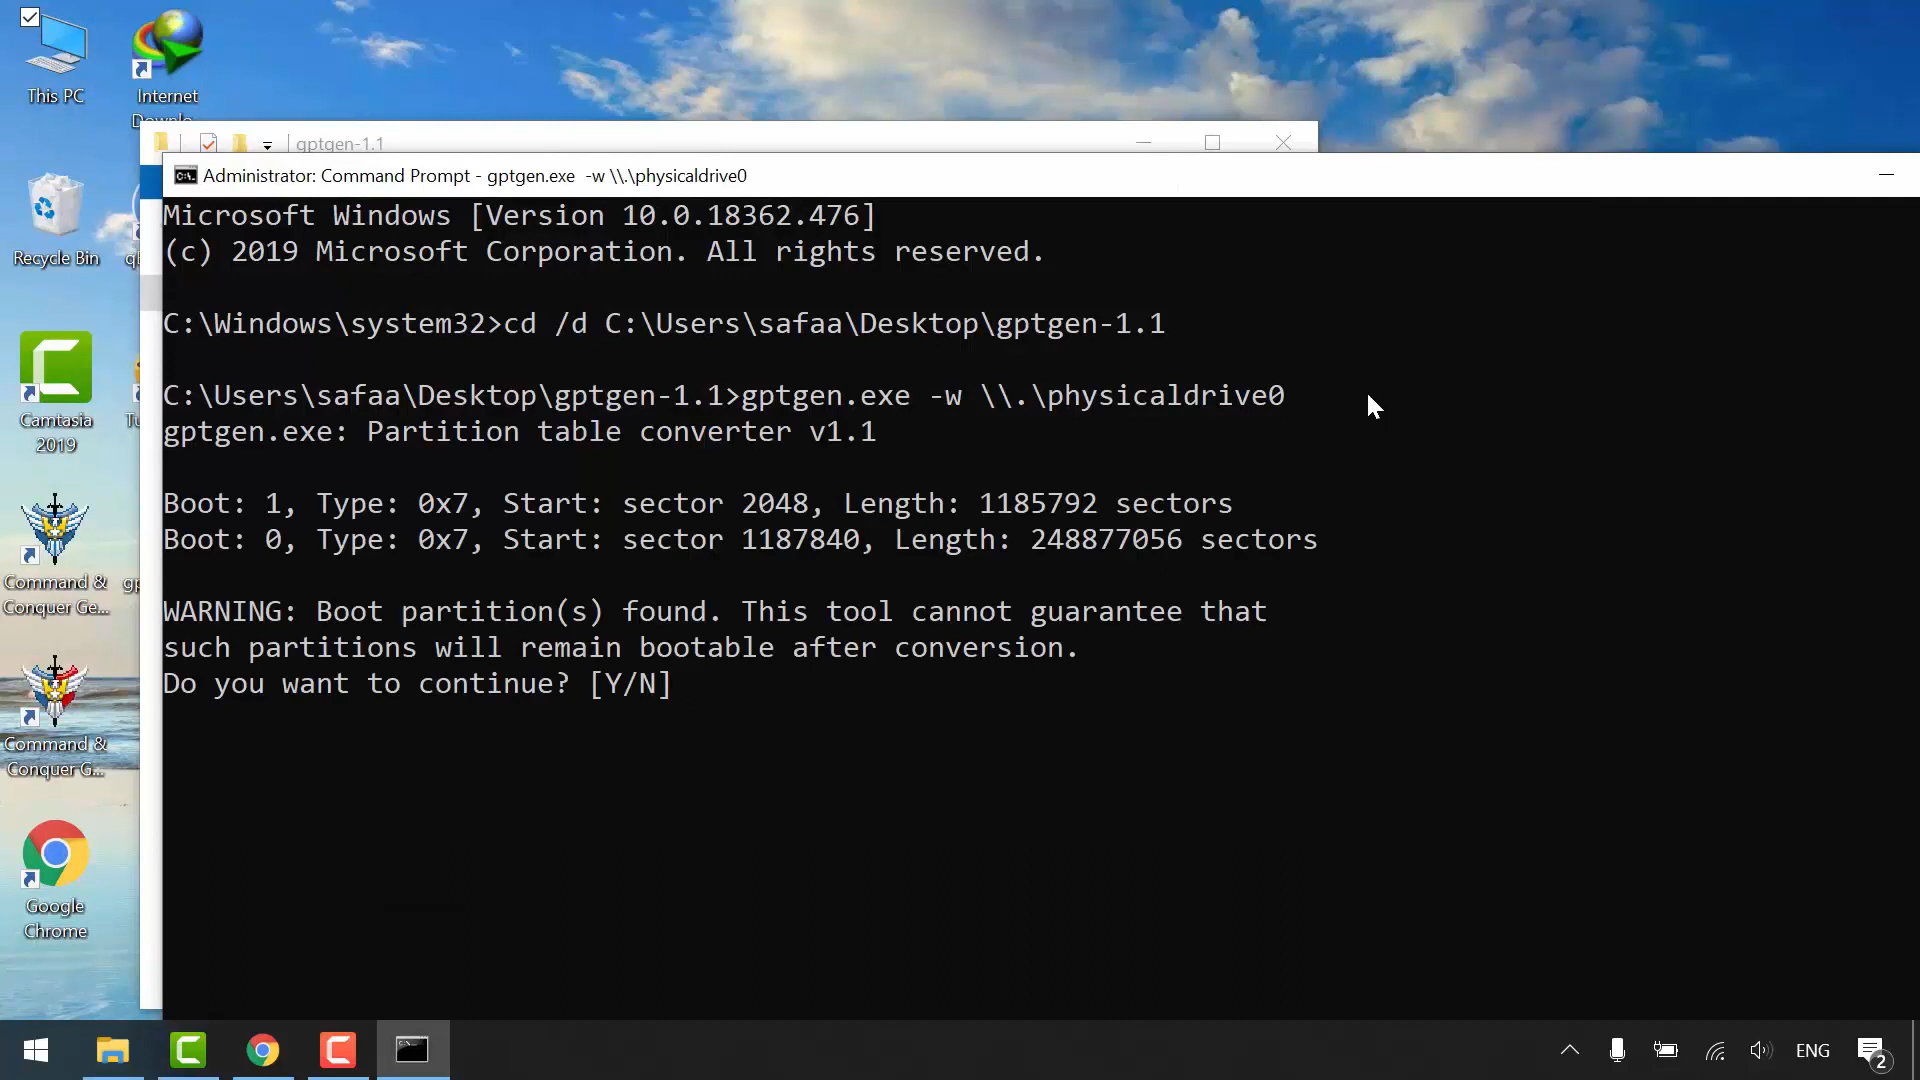 This PC
Internet
Downlo...
gptgen-1.1
Administrator: Command Prompt - gptgen.exe  -w \\.\physicaldrive0
Microsoft Windows [Version 10.0.18362.476]
(c) 2019 Microsoft Corporation. All rights reserved.
C:\Windows\system32>cd /d C:\Users\safaa\Desktop\gptgen-1.1
C:\Users\safaa\Desktop\gptgen-1.1>gptgen.exe -w \\.\physicaldrive0
gptgen.exe: Partition table converter v1.1
Boot: 1, Type: 0x7, Start: sector 2048, Length: 1185792 sectors
Boot: 0, Type: 0x7, Start: sector 1187840, Length: 248877056 sectors
WARNING: Boot partition(s) found. This tool cannot guarantee that
such partitions will remain bootable after conversion.
Do you want to continue? [Y/N]
Recycle Bin
Camtasia
2019
Command &
Conquer Ge...
Command &
Conquer G...
Google
Chrome
ENG
2